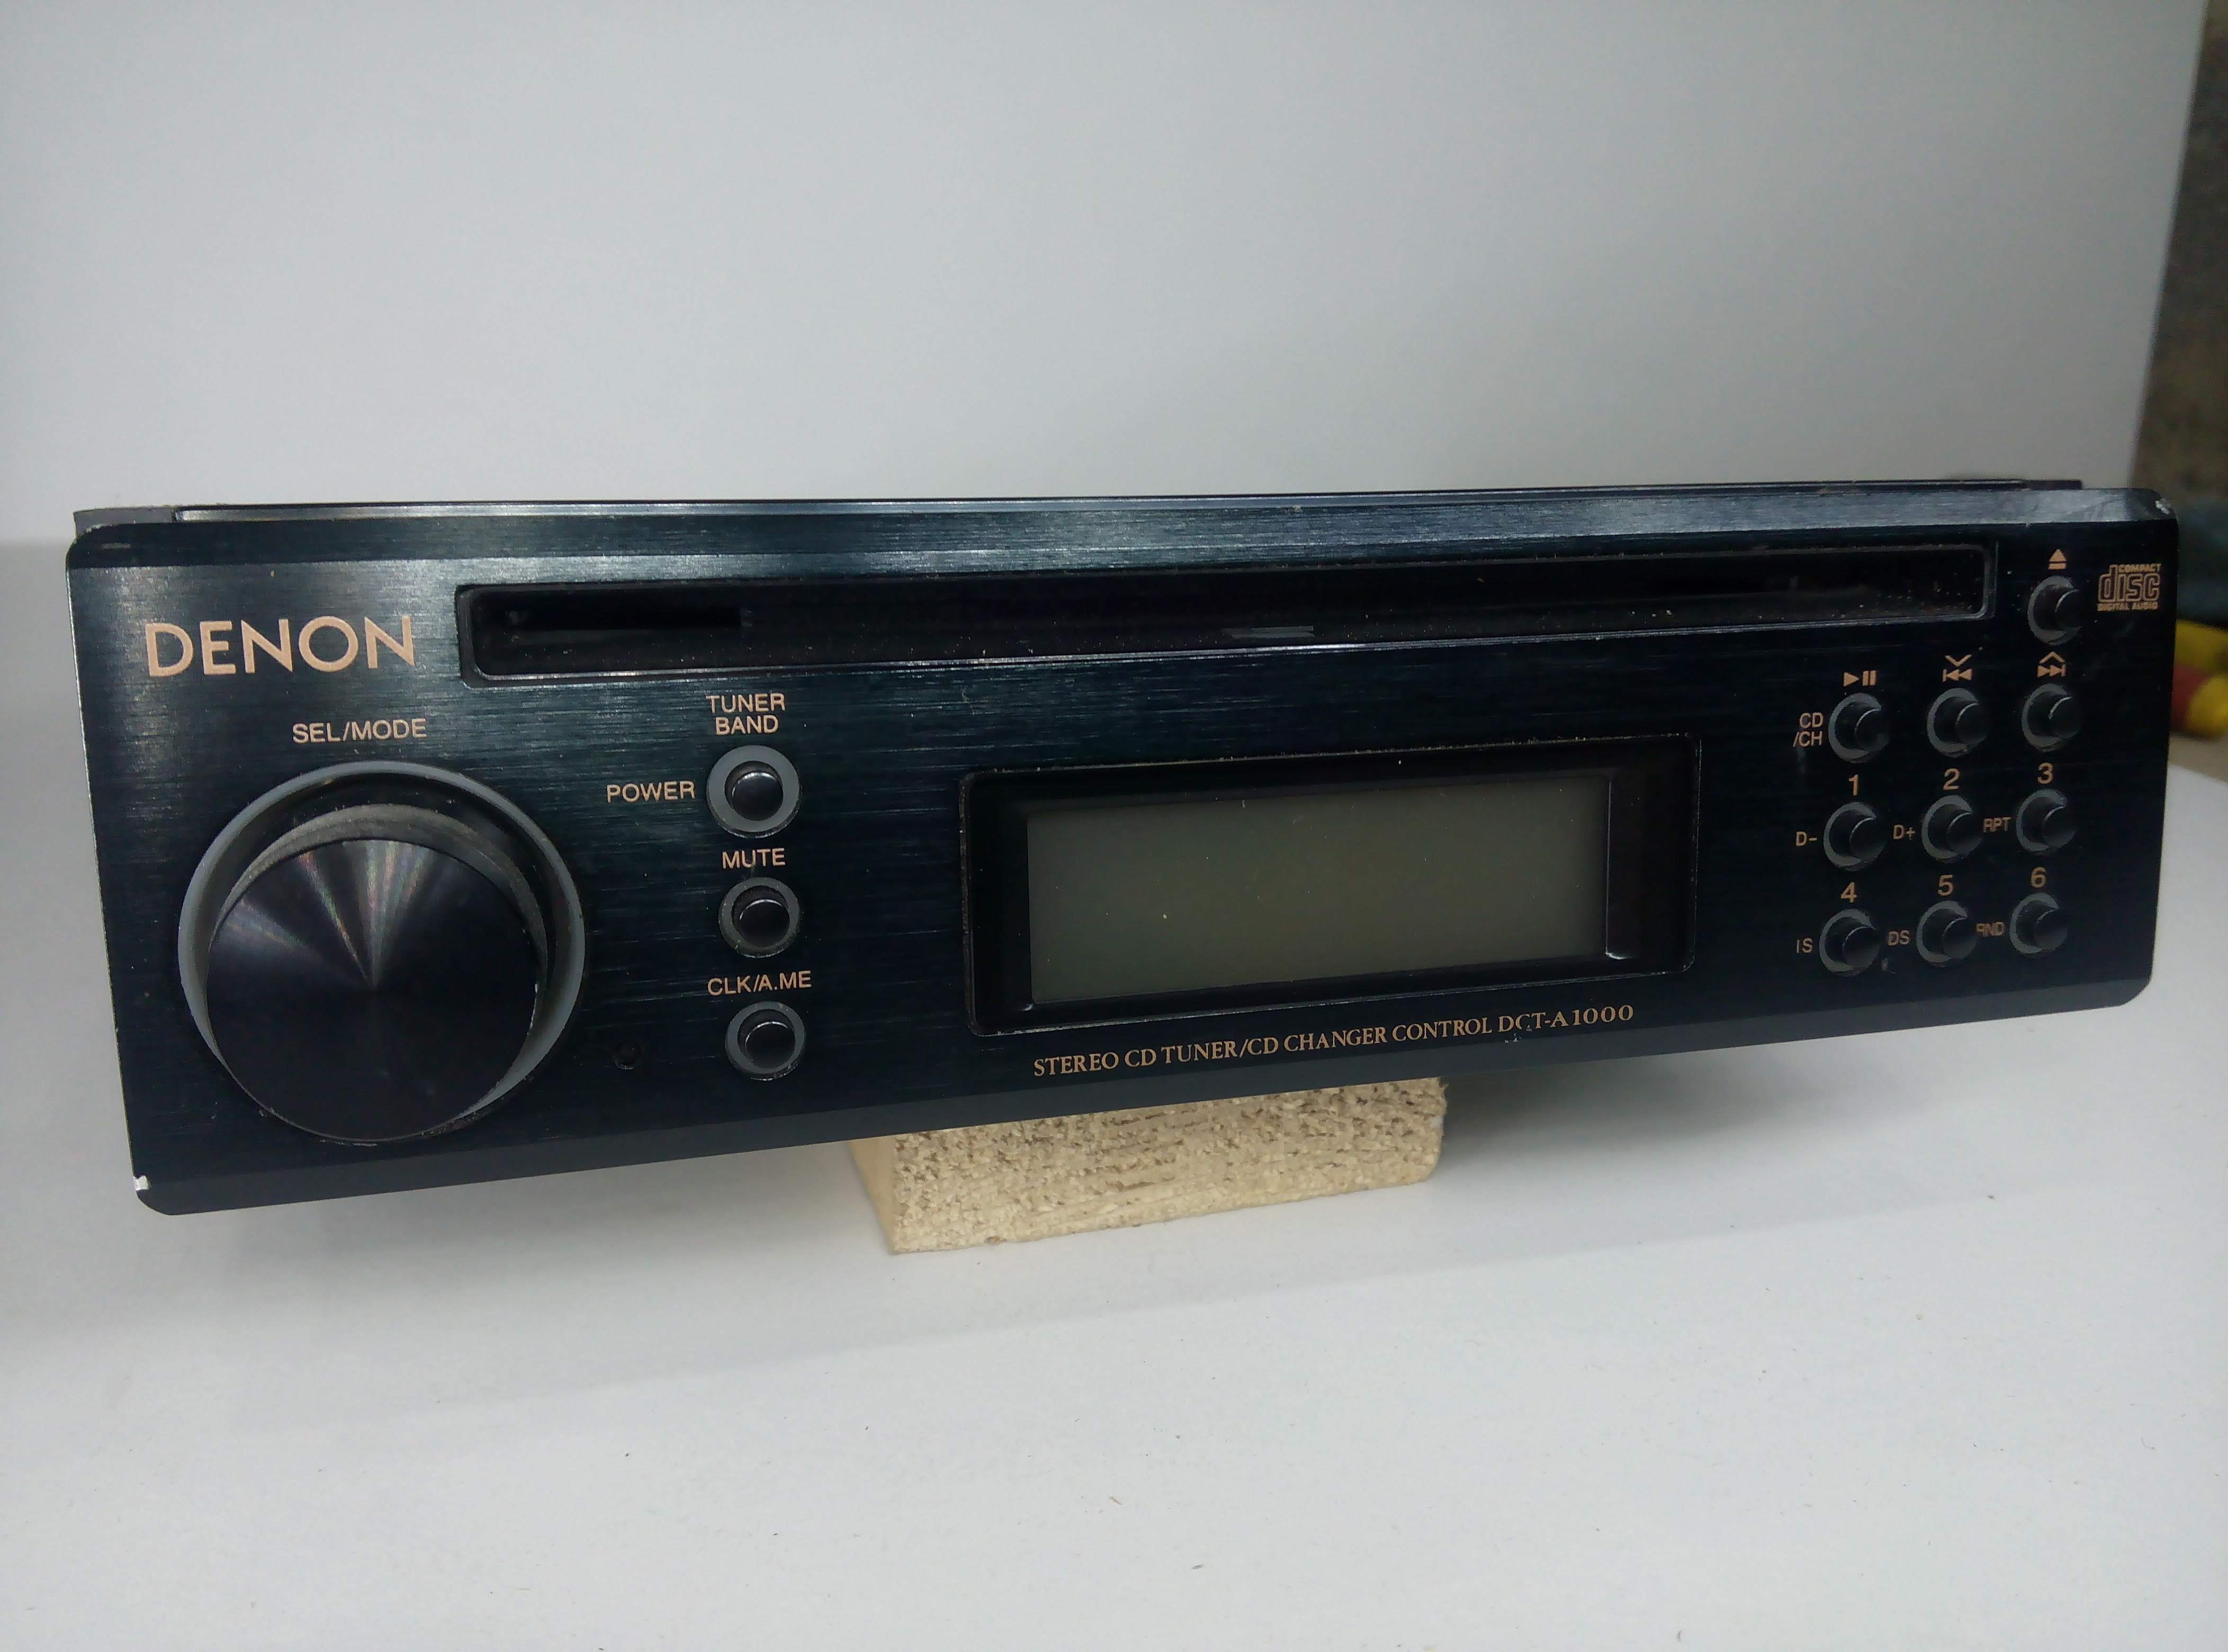 DENON
COMPACT
disc
DIGITAL AUDIO
SEL/MODE
TUNER
BAND
POWER
MUTE
CLK/A.ME
CD
/CH
1
2
3
D-
D+
RPT
4
5
6
IS
DS
RND
STEREO CD TUNER/CD CHANGER CONTROL DCT-A1000